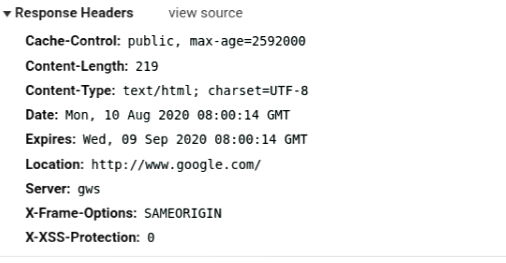 Response Headers view source
Cache-Control: public, max-age=2592000
Content-Length: 219
Content-Type: text/html; charset=UTF-8
Date: Mon, 10 Aug 2020 08:00:14 GMT
Expires: Wed, 09 Sep 2020 08:00:14 GMT
Location: http://www.google.com/
Server: gws
X-Frame-Options: SAMEORIGIN
X-XSS-Protection: 0